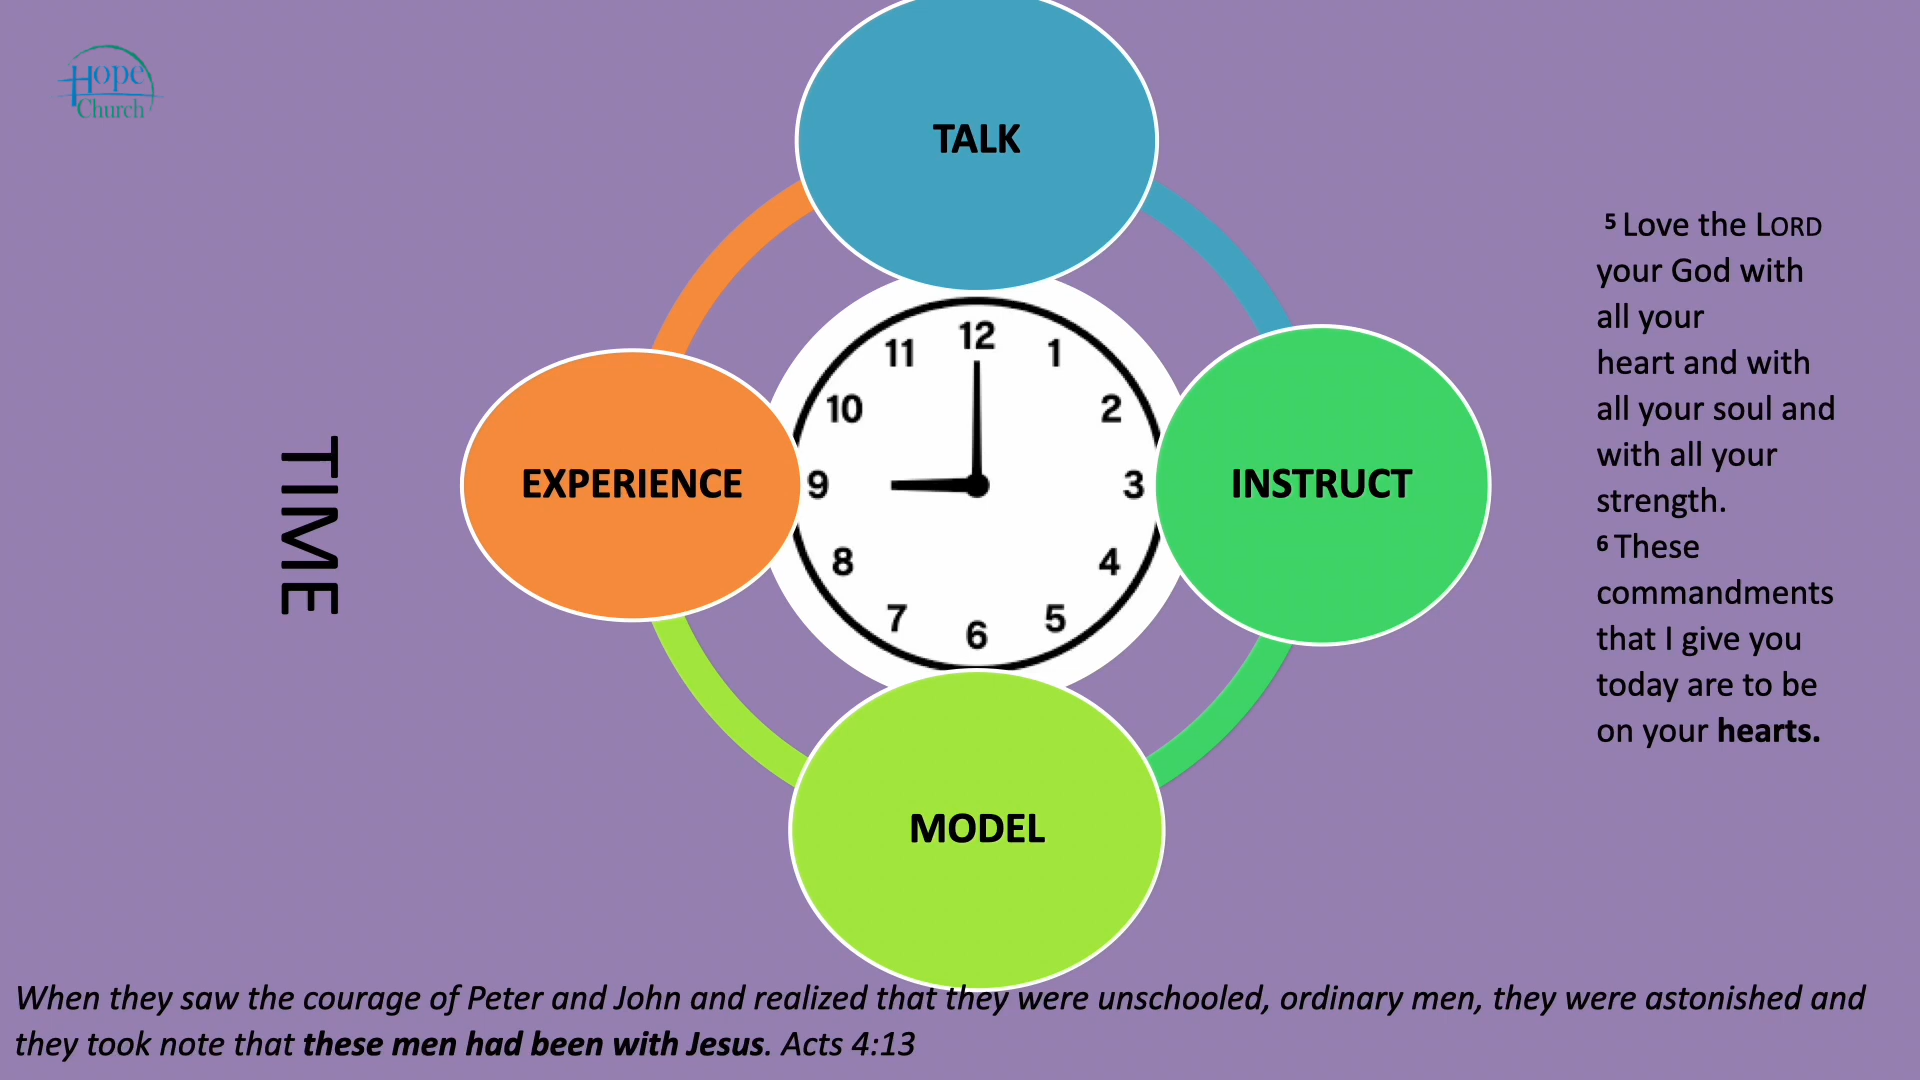 Hope
Church
TALK
TIME
EXPERIENCE
INSTRUCT
MODEL
12
1
2
3
4
5
6
7
8
9
10
11
5 Love the LORD
your God with
all your
heart and with
all your soul and
with all your
strength.
6 These
commandments
that I give you
today are to be
on your hearts.
When they saw the courage of Peter and John and realized that they were unschooled, ordinary men, they were astonished and
they took note that these men had been with Jesus. Acts 4:13